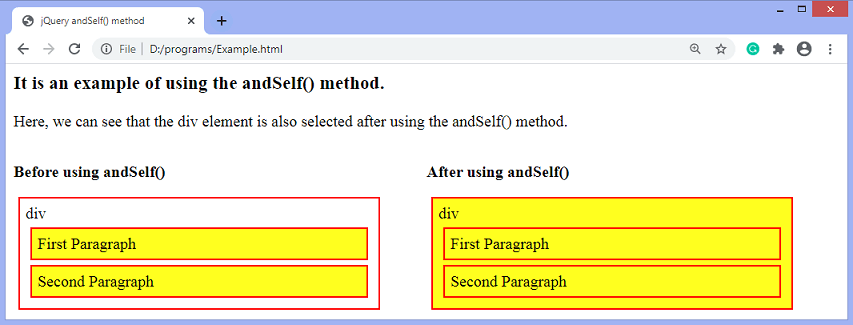 jQuery andSelf() method
File | D:/programs/Example.html
It is an example of using the andSelf() method.
Here, we can see that the div element is also selected after using the andSelf() method.
Before using andSelf()
div
First Paragraph
Second Paragraph
After using andSelf()
div
First Paragraph
Second Paragraph